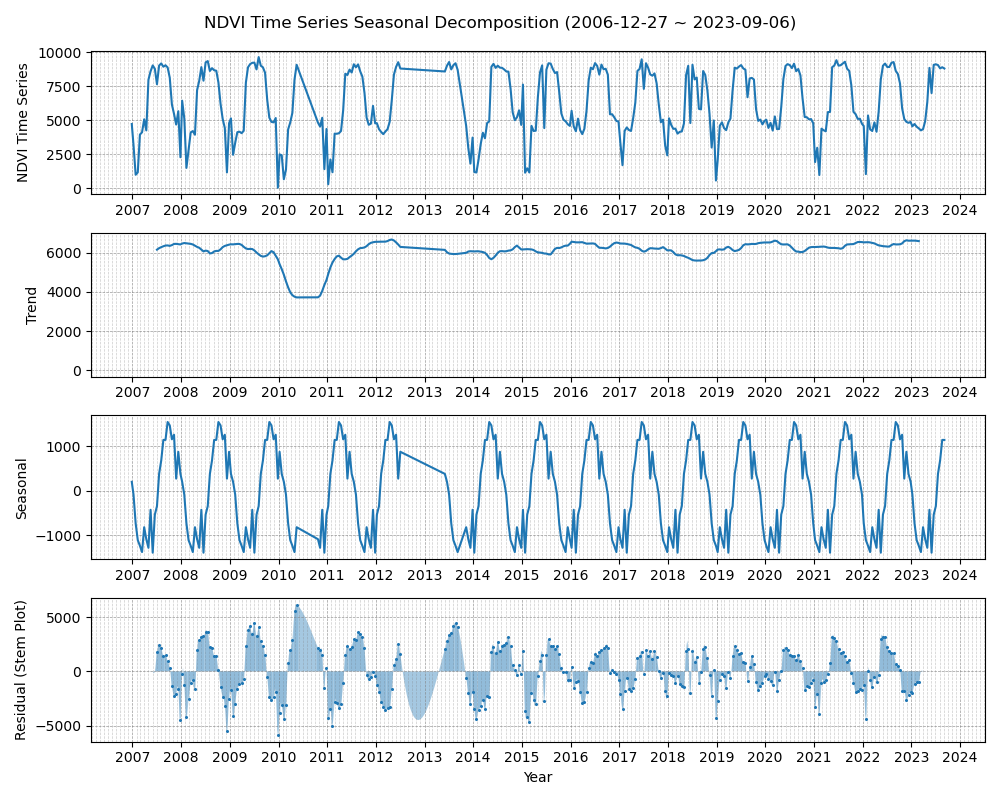 NDVI Time Series Seasonal Decomposition (2006-12-27 ~ 2023-09-06)
NDVI Time Series
10000
7500
5000
2500
0
2007 2008 2009 2010 2011 2012 2013 2014 2015 2016 2017 2018 2019 2020 2021 2022 2023 2024
Trend
6000
4000
2000
0
2007 2008 2009 2010 2011 2012 2013 2014 2015 2016 2017 2018 2019 2020 2021 2022 2023 2024
Seasonal
1000
0
−1000
2007 2008 2009 2010 2011 2012 2013 2014 2015 2016 2017 2018 2019 2020 2021 2022 2023 2024
Residual (Stem Plot)
5000
0
−5000
2007 2008 2009 2010 2011 2012 2013 2014 2015 2016 2017 2018 2019 2020 2021 2022 2023 2024
Year